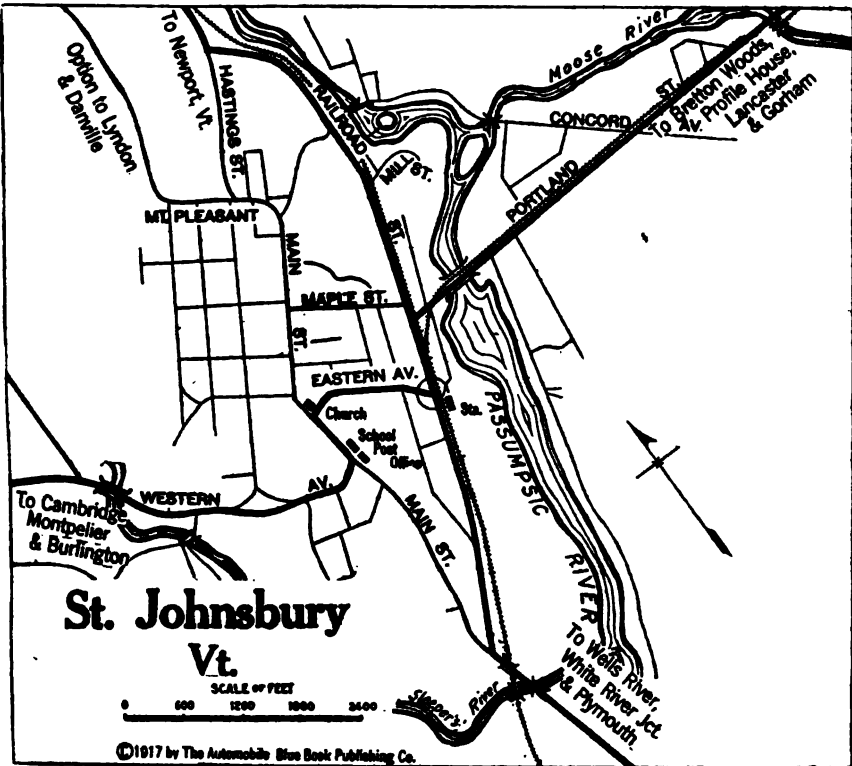 Option to Lyndon
& Danville
To Newport, Vt.
HASTINGS ST.
RAILROAD
ST.
Moose River
To Bretton Woods,
Profile House,
Lancaster
& Gorham
CONCORD
AV.
PORTLAND
ST.
MILL ST.
MT. PLEASANT
MAIN
ST.
MAPLE ST.
EASTERN AV.
Church
School
Post
Office
Sta.
PASSUMPSIC
RIVER
WESTERN
AV.
MAIN ST.
To Cambridge,
Montpelier
& Burlington
St. Johnsbury
Vt.
SCALE OF FEET
0 600 1200 1800 2400
Sleeper's River
To Wells River,
White River Jct.
& Plymouth.
©1917 by The Automobile Blue Book Publishing Co.